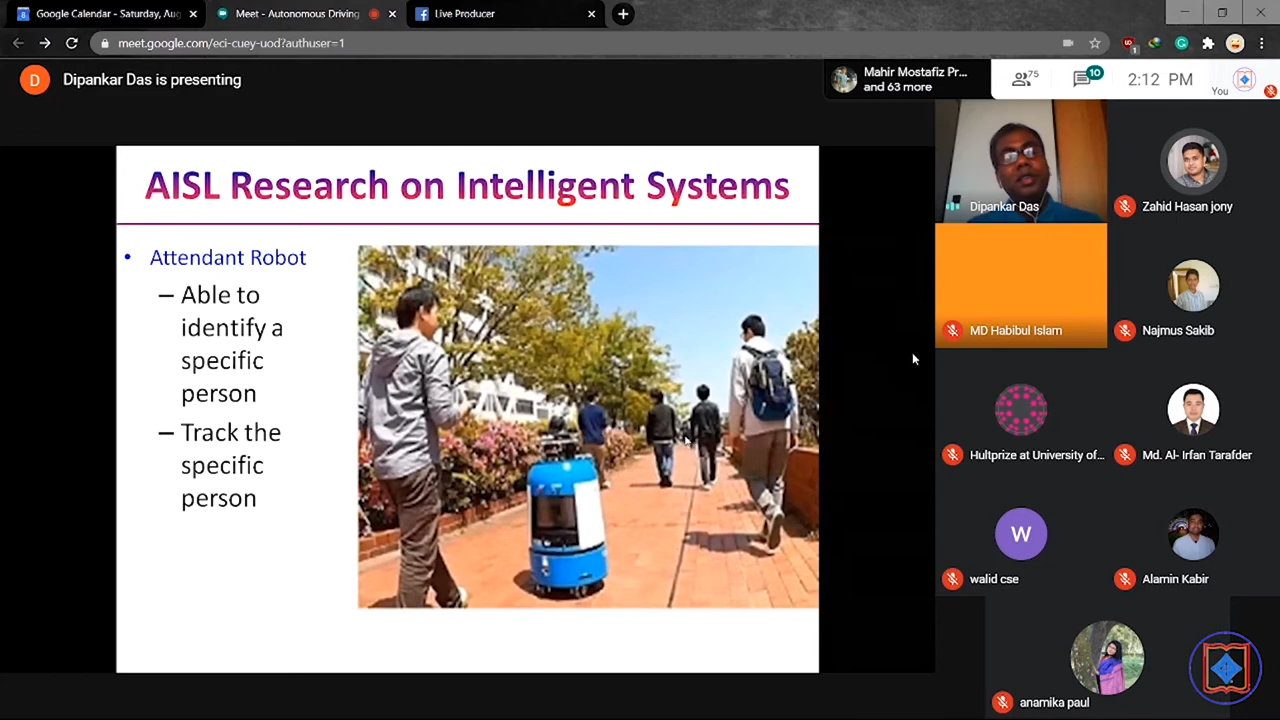 Google Calendar - Saturday, Aug
Meet - Autonomous Driving
Live Producer
meet.google.com/eci-cuey-uod?authuser=1
1
D
Dipankar Das is presenting
Mahir Mostafiz Pr...
and 63 more
75
10
2:12 PM
You
AISL Research on Intelligent Systems
• Attendant Robot
– Able to
identify a
specific
person
– Track the
specific
person
Dipankar Das
Zahid Hasan jony
MD Habibul Islam
Najmus Sakib
Hultprize at University of...
Md. Al- Irfan Tarafder
W
walid cse
Alamin Kabir
anamika paul